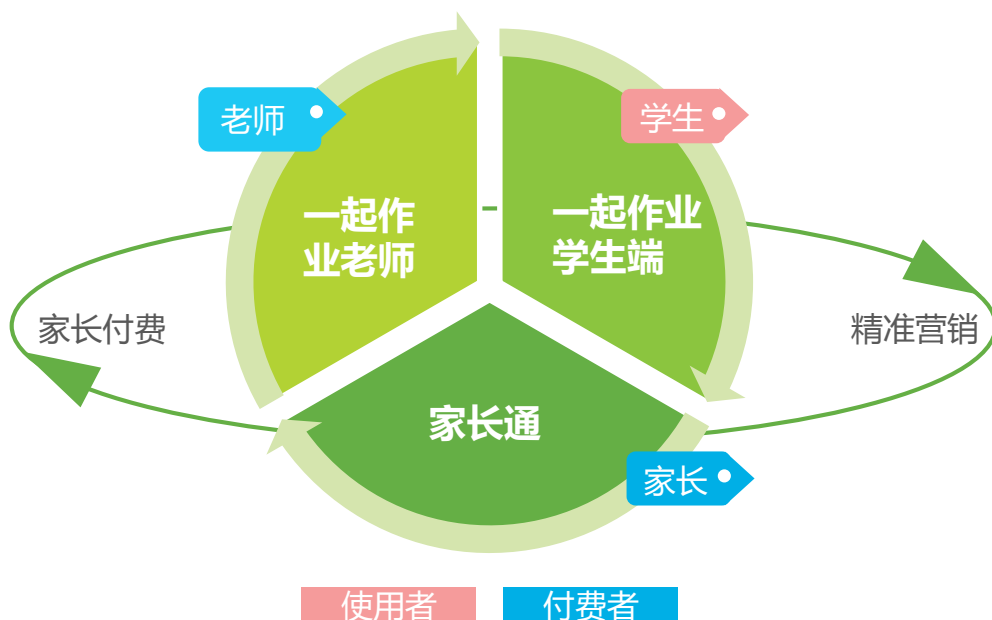 老师
学生
一起作
业老师
一起作业
学生端
家长付费
精准营销
家长通
家长
使用者
付费者